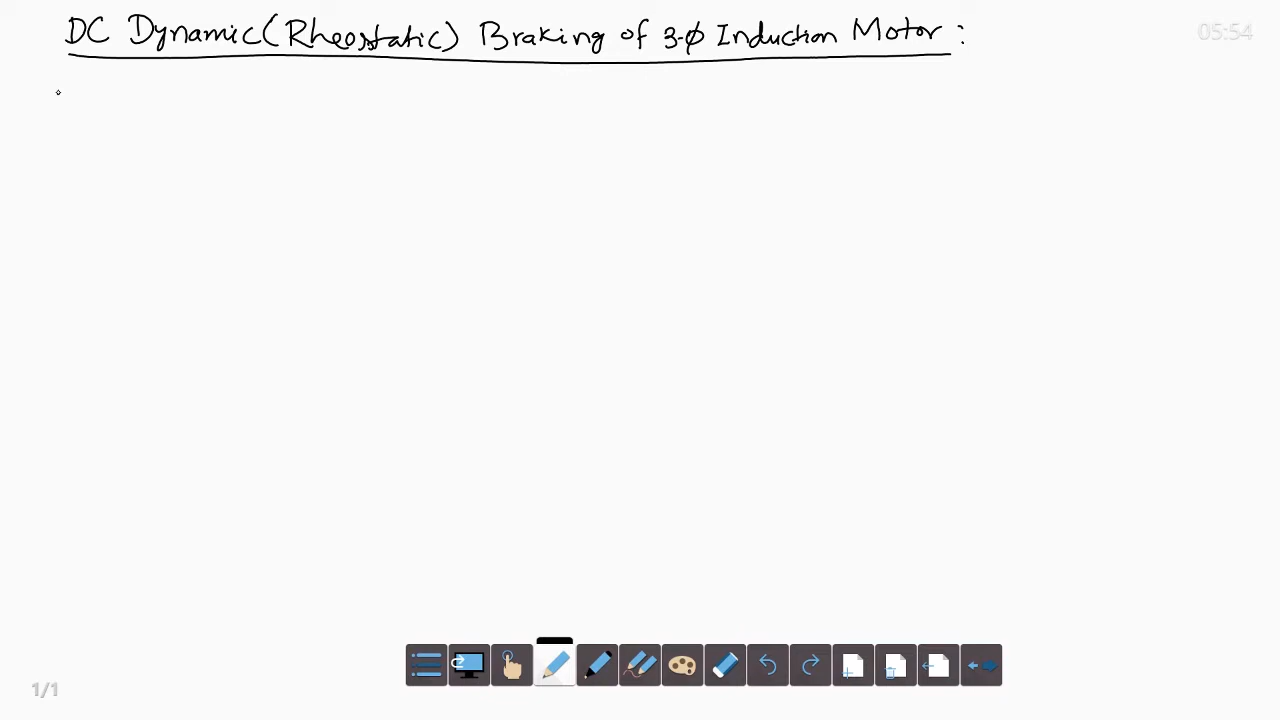 DC Dynamic (Rheostatic) Braking of 3-ϕ Induction Motor :
05:54
1/1